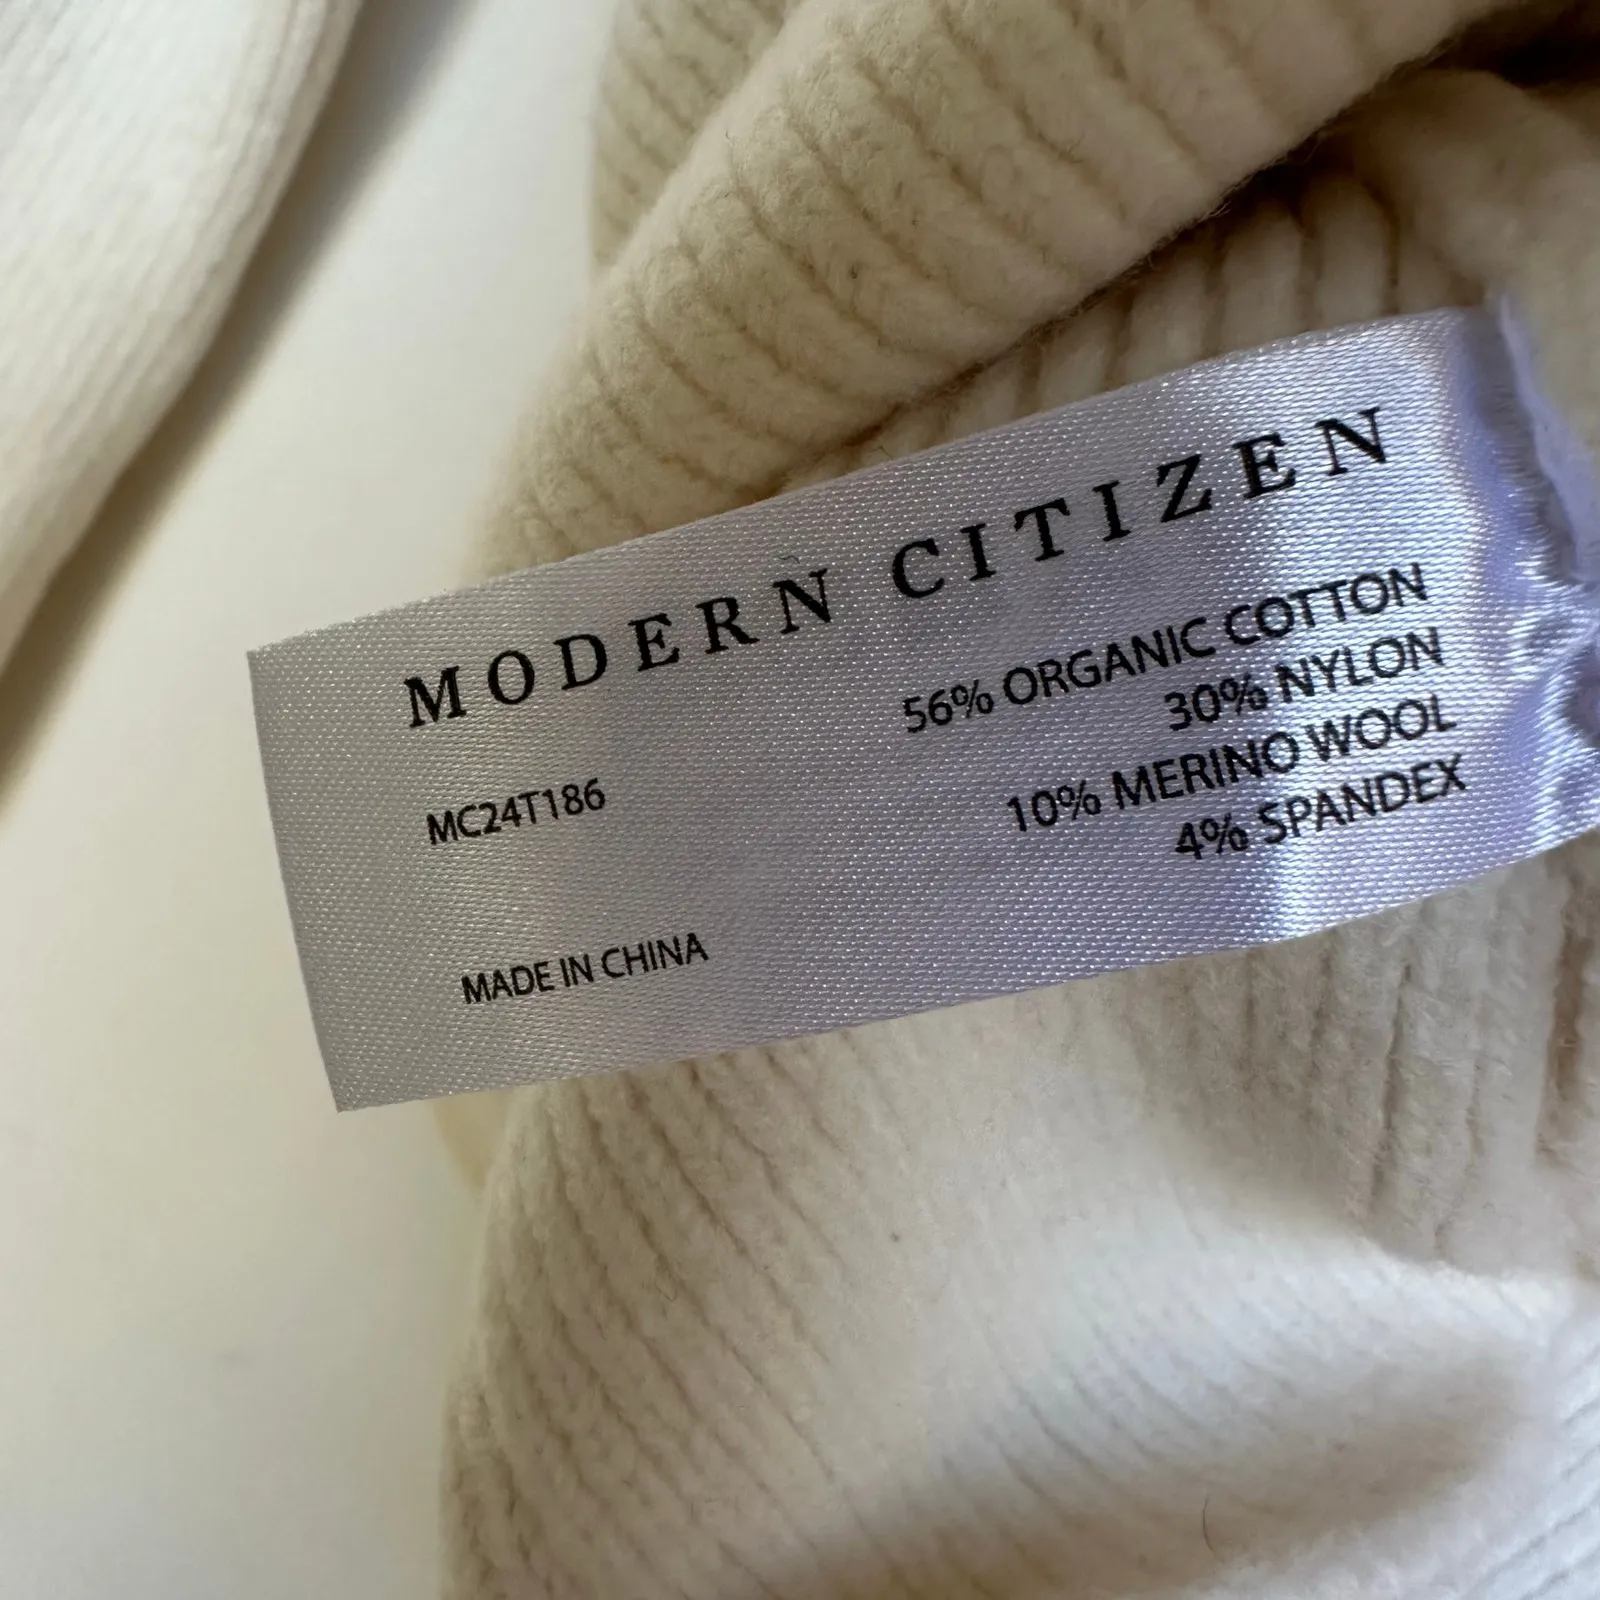 MODERN CITIZEN
56% ORGANIC COTTON
30% NYLON
10% MERINO WOOL
4% SPANDEX
MC24T186
MADE IN CHINA